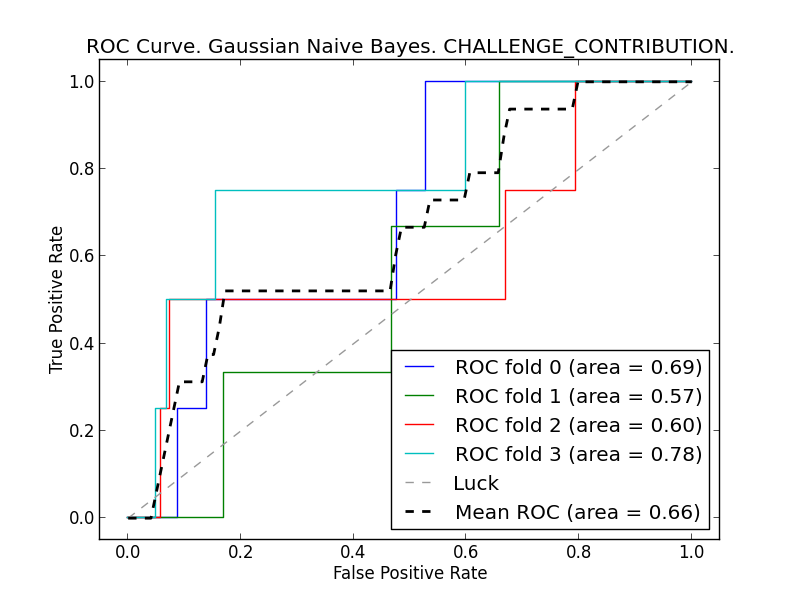 ROC Curve. Gaussian Naive Bayes. CHALLENGE_CONTRIBUTION.
1.0
0.8
0.6
0.4
0.2
0.0
True Positive Rate
ROC fold 0 (area = 0.69)
ROC fold 1 (area = 0.57)
ROC fold 2 (area = 0.60)
ROC fold 3 (area = 0.78)
Luck
Mean ROC (area = 0.66)
0.0 0.2 0.4 0.6 0.8 1.0
False Positive Rate